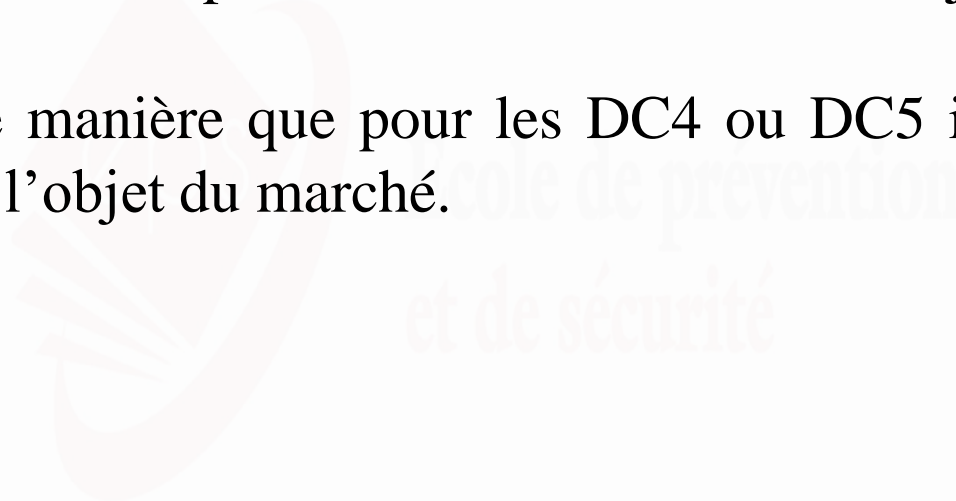 manière que pour les DC4 ou DC5
l’objet du marché.
École de prévention
et de sécurité